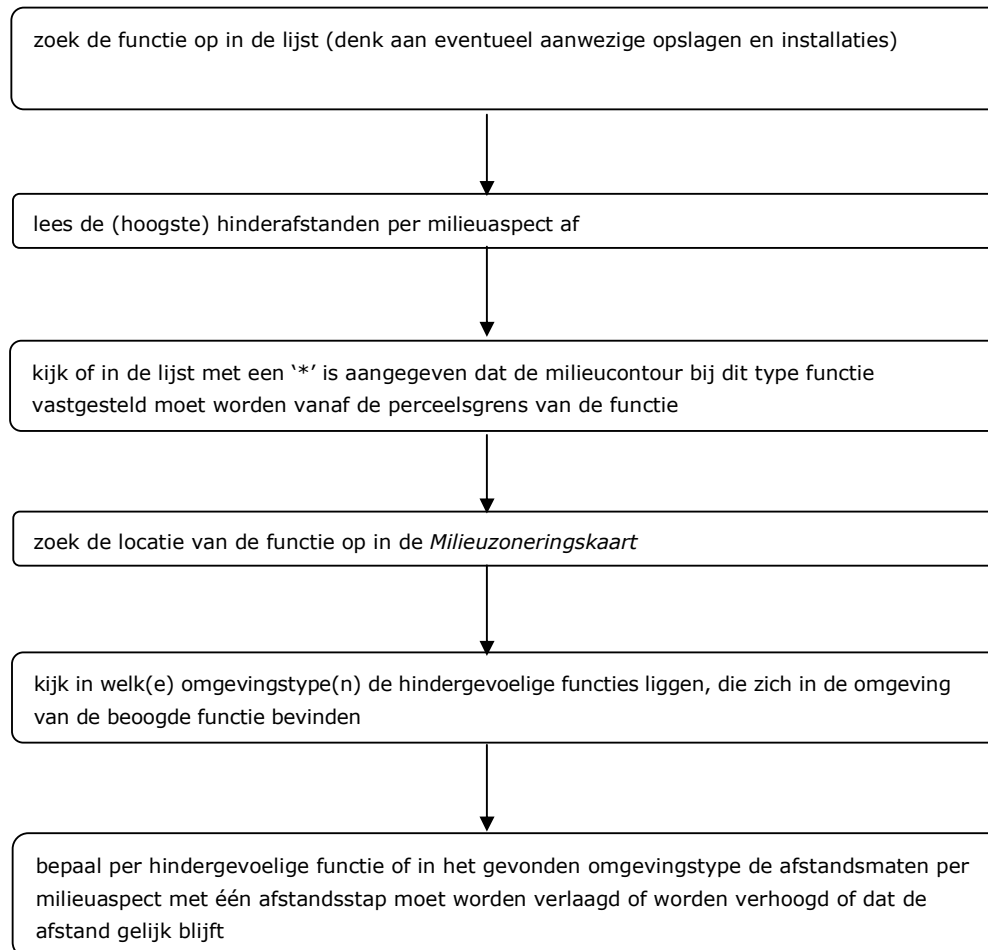 zoek de functie op in de lijst (denk aan eventueel aanwezige opslagen en installaties)
lees de (hoogste) hinderafstanden per milieuaspect af
kijk of in de lijst met een ‘*’ is aangegeven dat de milieucontour bij dit type functie
vastgesteld moet worden vanaf de perceelsgrens van de functie
zoek de locatie van de functie op in de Milieuzoneringskaart
kijk in welk(e) omgevingstype(n) de hindergevoelige functies liggen, die zich in de omgeving
van de beoogde functie bevinden
bepaal per hindergevoelige functie of in het gevonden omgevingstype de afstandsmaten per
milieuaspect met één afstandsstap moet worden verlaagd of worden verhoogd of dat de
afstand gelijk blijft